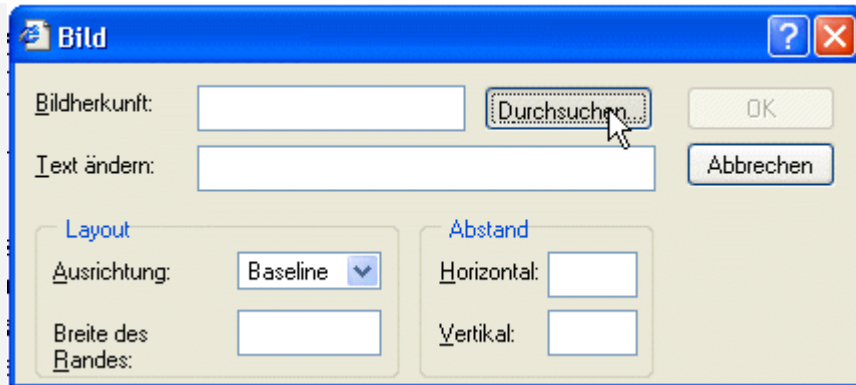 Bild
Bildherkunft: Durchsuchen... OK
Text ändern: Abbrechen
Layout Abstand
Ausrichtung: Baseline Horizontal:
Breite des Vertikal:
Randes: